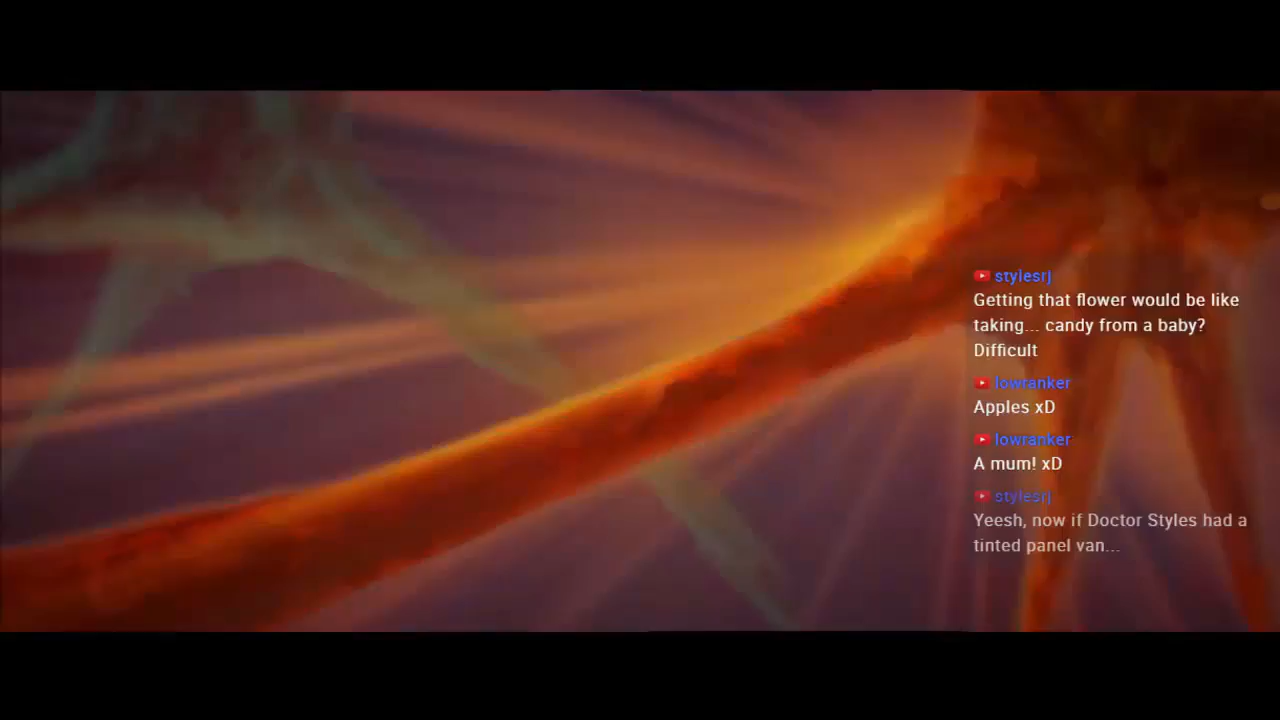 stylesrj
Getting that flower would be like
taking... candy from a baby?
Difficult
lowranker
Apples xD
lowranker
A mum! xD
stylesrj
Yeesh, now if Doctor Styles had a
tinted panel van...